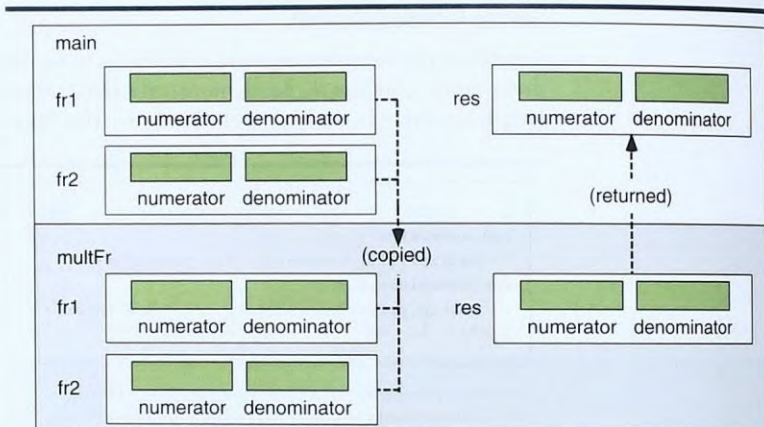 main
fr1
numerator denominator
res
numerator denominator
fr2
numerator denominator
(returned)
multFr
(copied)
fr1
numerator denominator
res
numerator denominator
fr2
numerator denominator